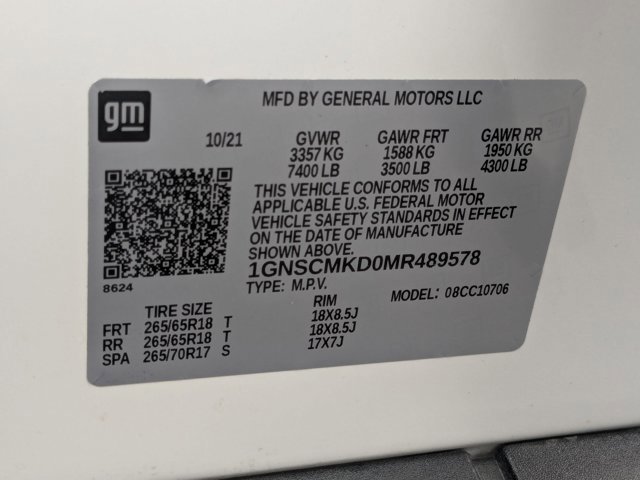 gm
MFD BY GENERAL MOTORS LLC
10/21 GVWR GAWR FRT GAWR RR
3357 KG 1588 KG 1950 KG
7400 LB 3500 LB 4300 LB
THIS VEHICLE CONFORMS TO ALL
APPLICABLE U.S. FEDERAL MOTOR
VEHICLE SAFETY STANDARDS IN EFFECT
ON THE DATE OF MANUFACTURE
SHOWN ABOVE.
8624
1GNSCMKD0MR489578
TYPE: M.P.V. MODEL: 08CC10706
TIRE SIZE RIM
FRT 265/65R18 T 18X8.5J
RR 265/65R18 T 18X8.5J
SPA 265/70R17 S 17X7J